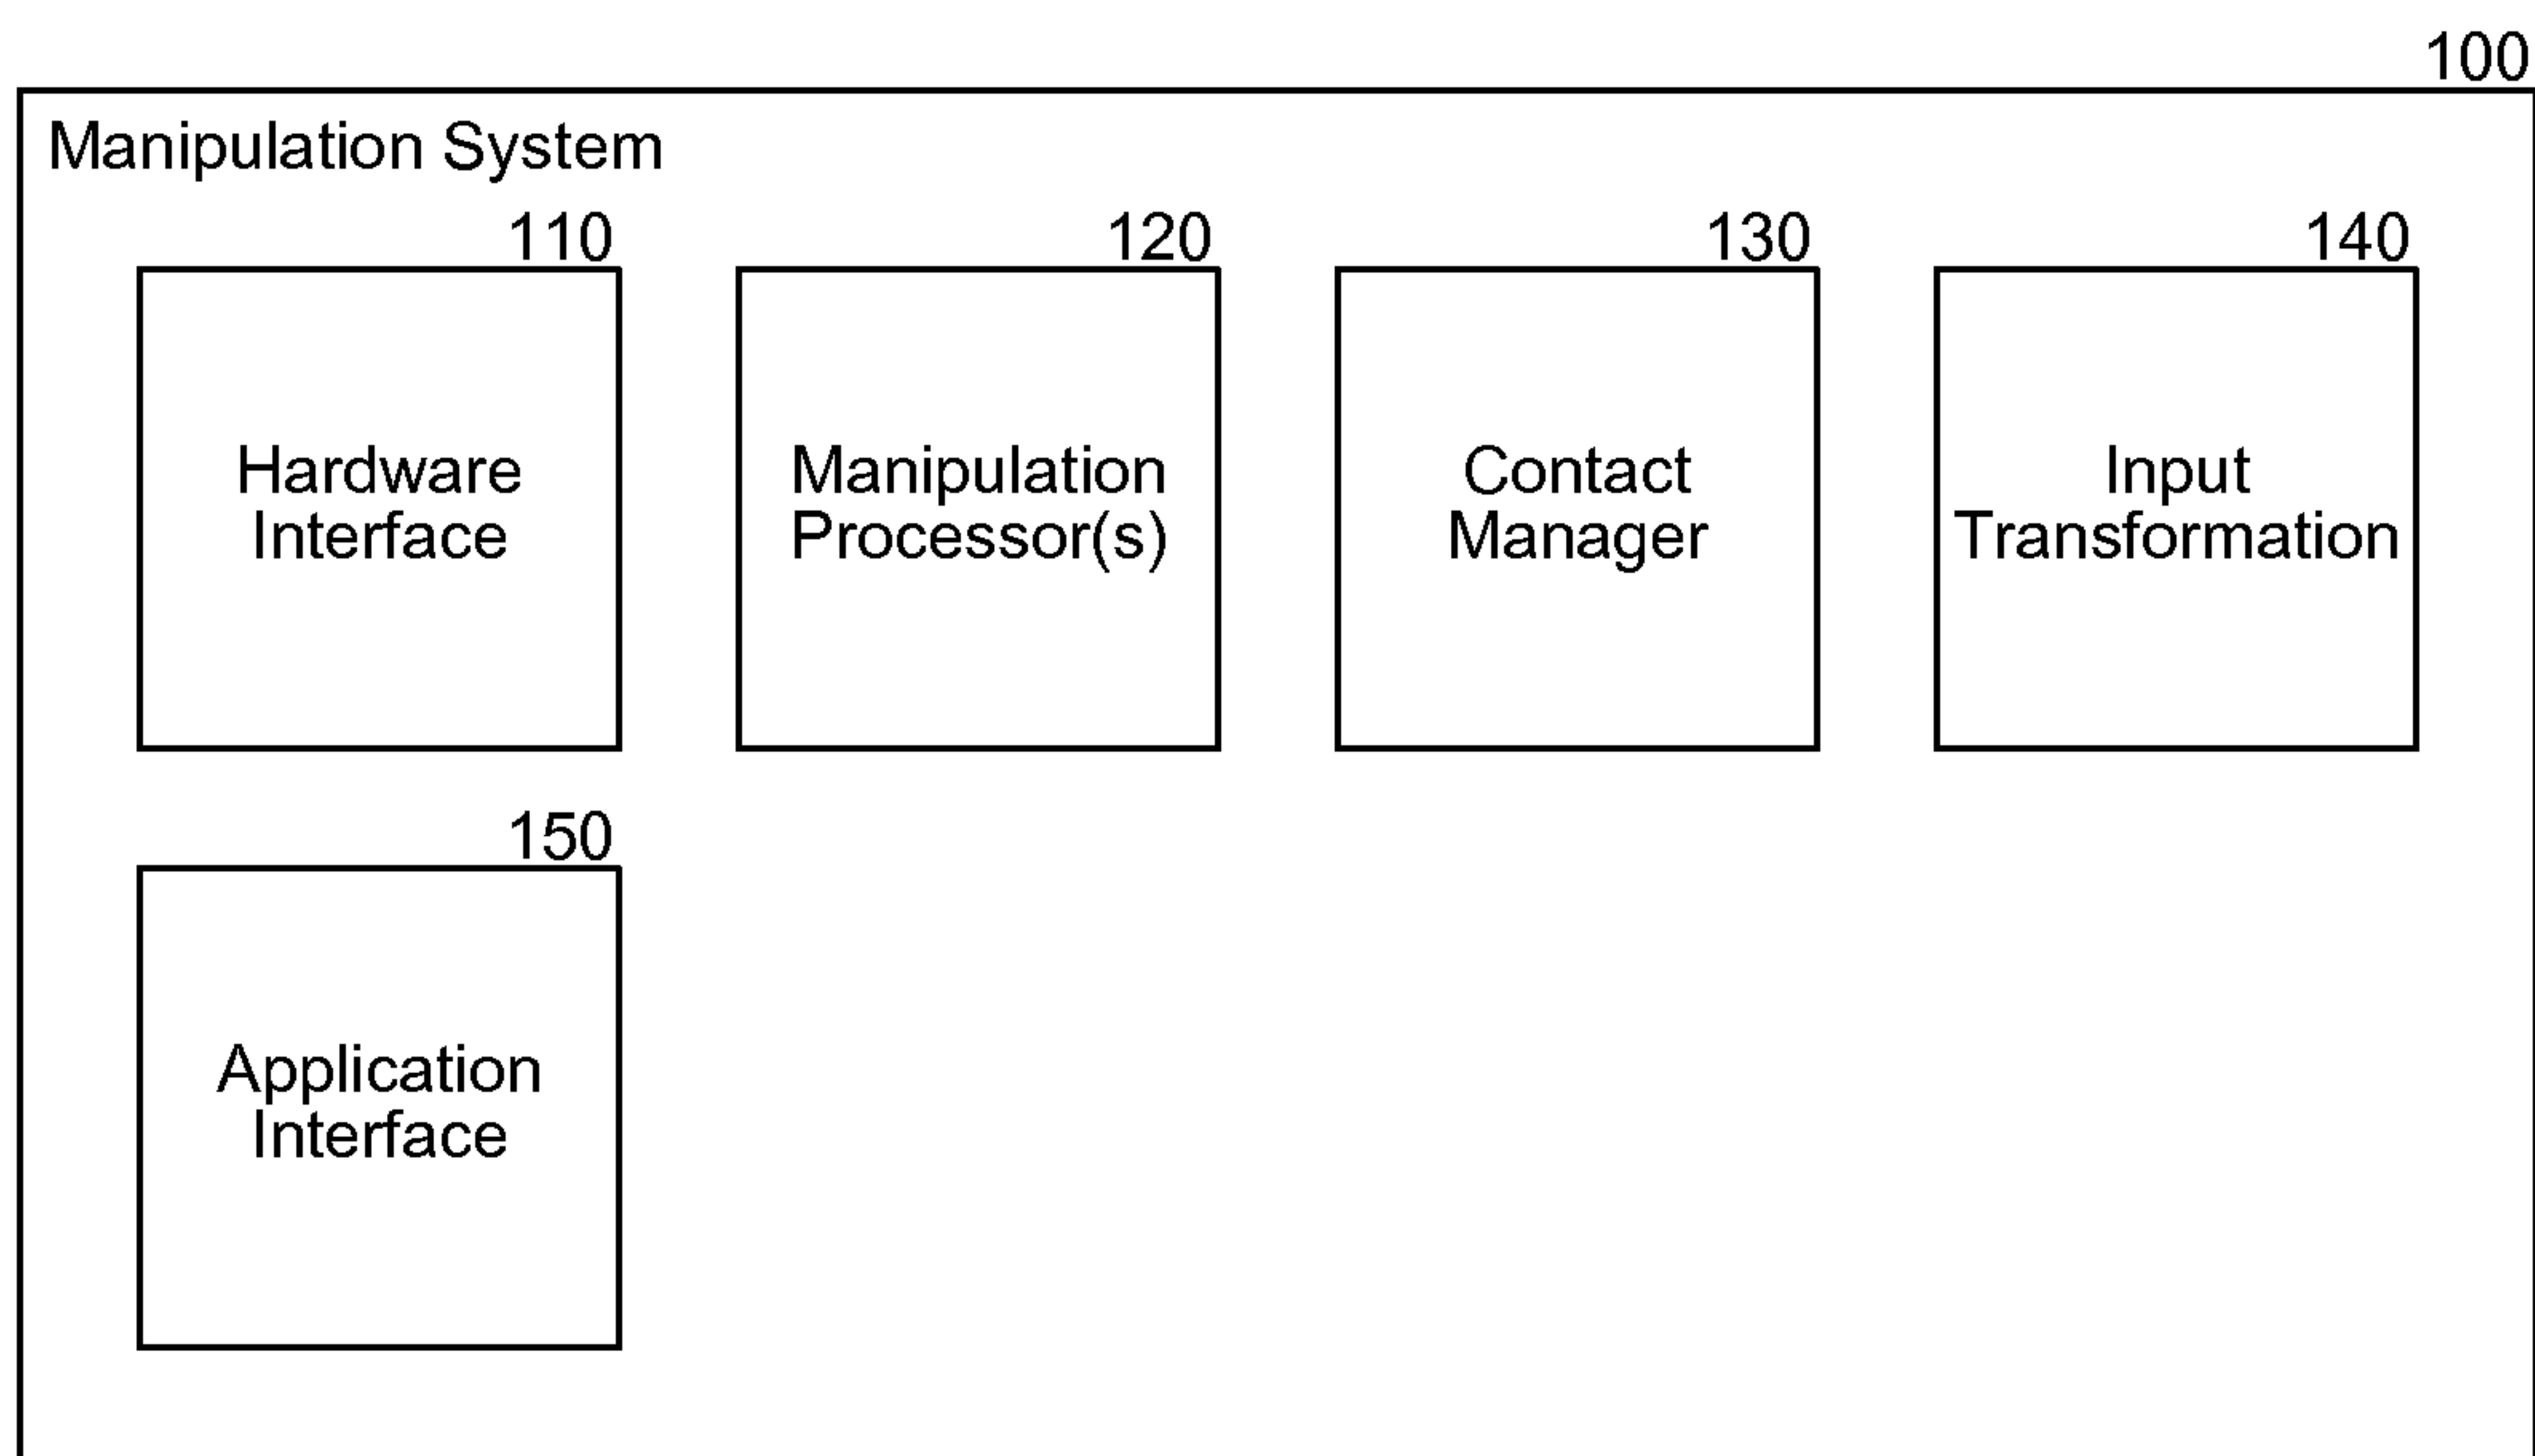 100
Manipulation System
110
120
130
140
Hardware
Interface
Manipulation
Processor(s)
Contact
Manager
Input
Transformation
150
Application
Interface